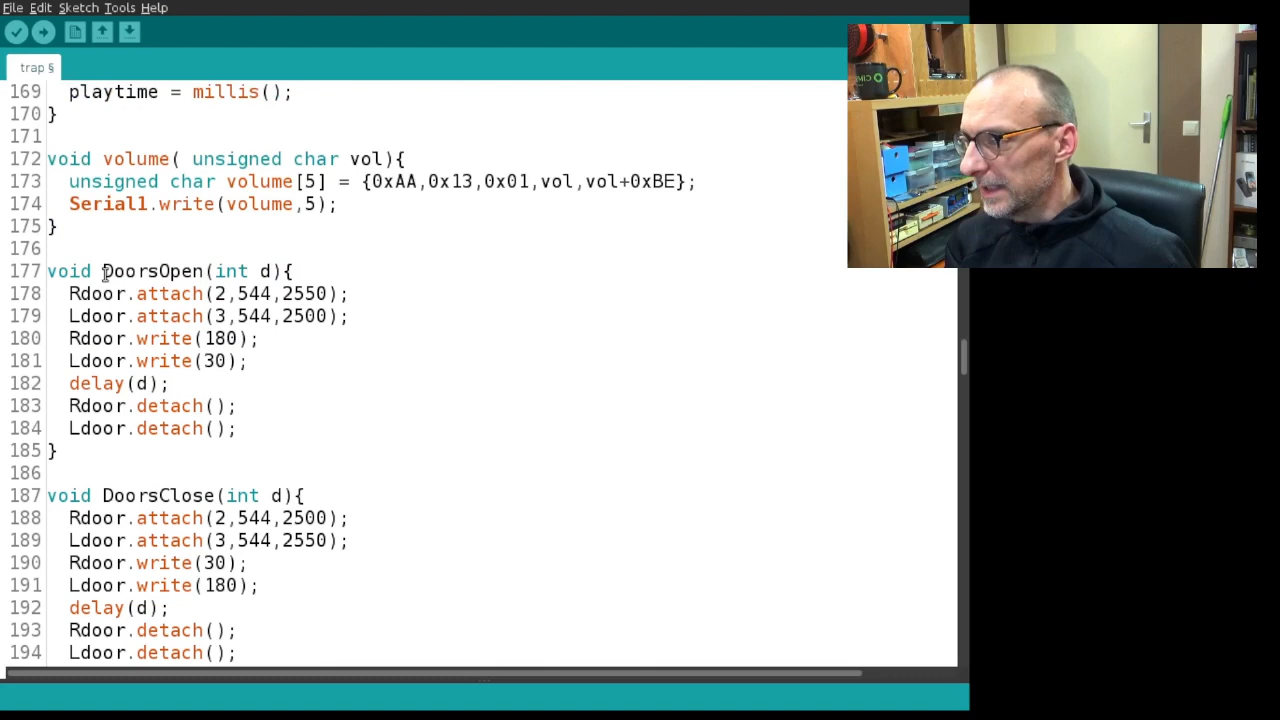 File Edit Sketch Tools Help
trap §
169 playtime = millis();
170 }
171
172 void volume( unsigned char vol){
173 unsigned char volume[5] = {0xAA,0x13,0x01,vol,vol+0xBE};
174 Serial1.write(volume,5);
175 }
176
177 void DoorsOpen(int d){
178 Rdoor.attach(2,544,2550);
179 Ldoor.attach(3,544,2500);
180 Rdoor.write(180);
181 Ldoor.write(30);
182 delay(d);
183 Rdoor.detach();
184 Ldoor.detach();
185 }
186
187 void DoorsClose(int d){
188 Rdoor.attach(2,544,2500);
189 Ldoor.attach(3,544,2550);
190 Rdoor.write(30);
191 Ldoor.write(180);
192 delay(d);
193 Rdoor.detach();
194 Ldoor.detach();